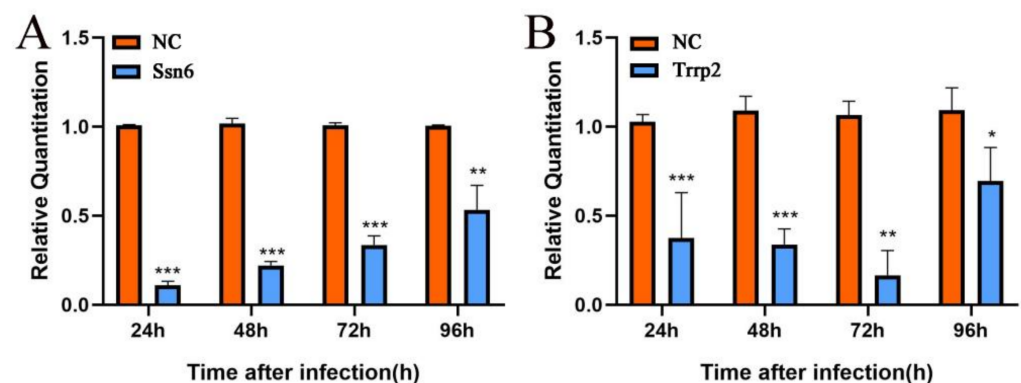 A
1.5
1.0
0.5
0.0
Relative Quantitation
NC
Ssn6
***
***
***
**
24h
48h
72h
96h
Time after infection(h)
B
1.5
1.0
0.5
0.0
Relative Quantitation
NC
Trrp2
***
***
**
*
24h
48h
72h
96h
Time after infection(h)